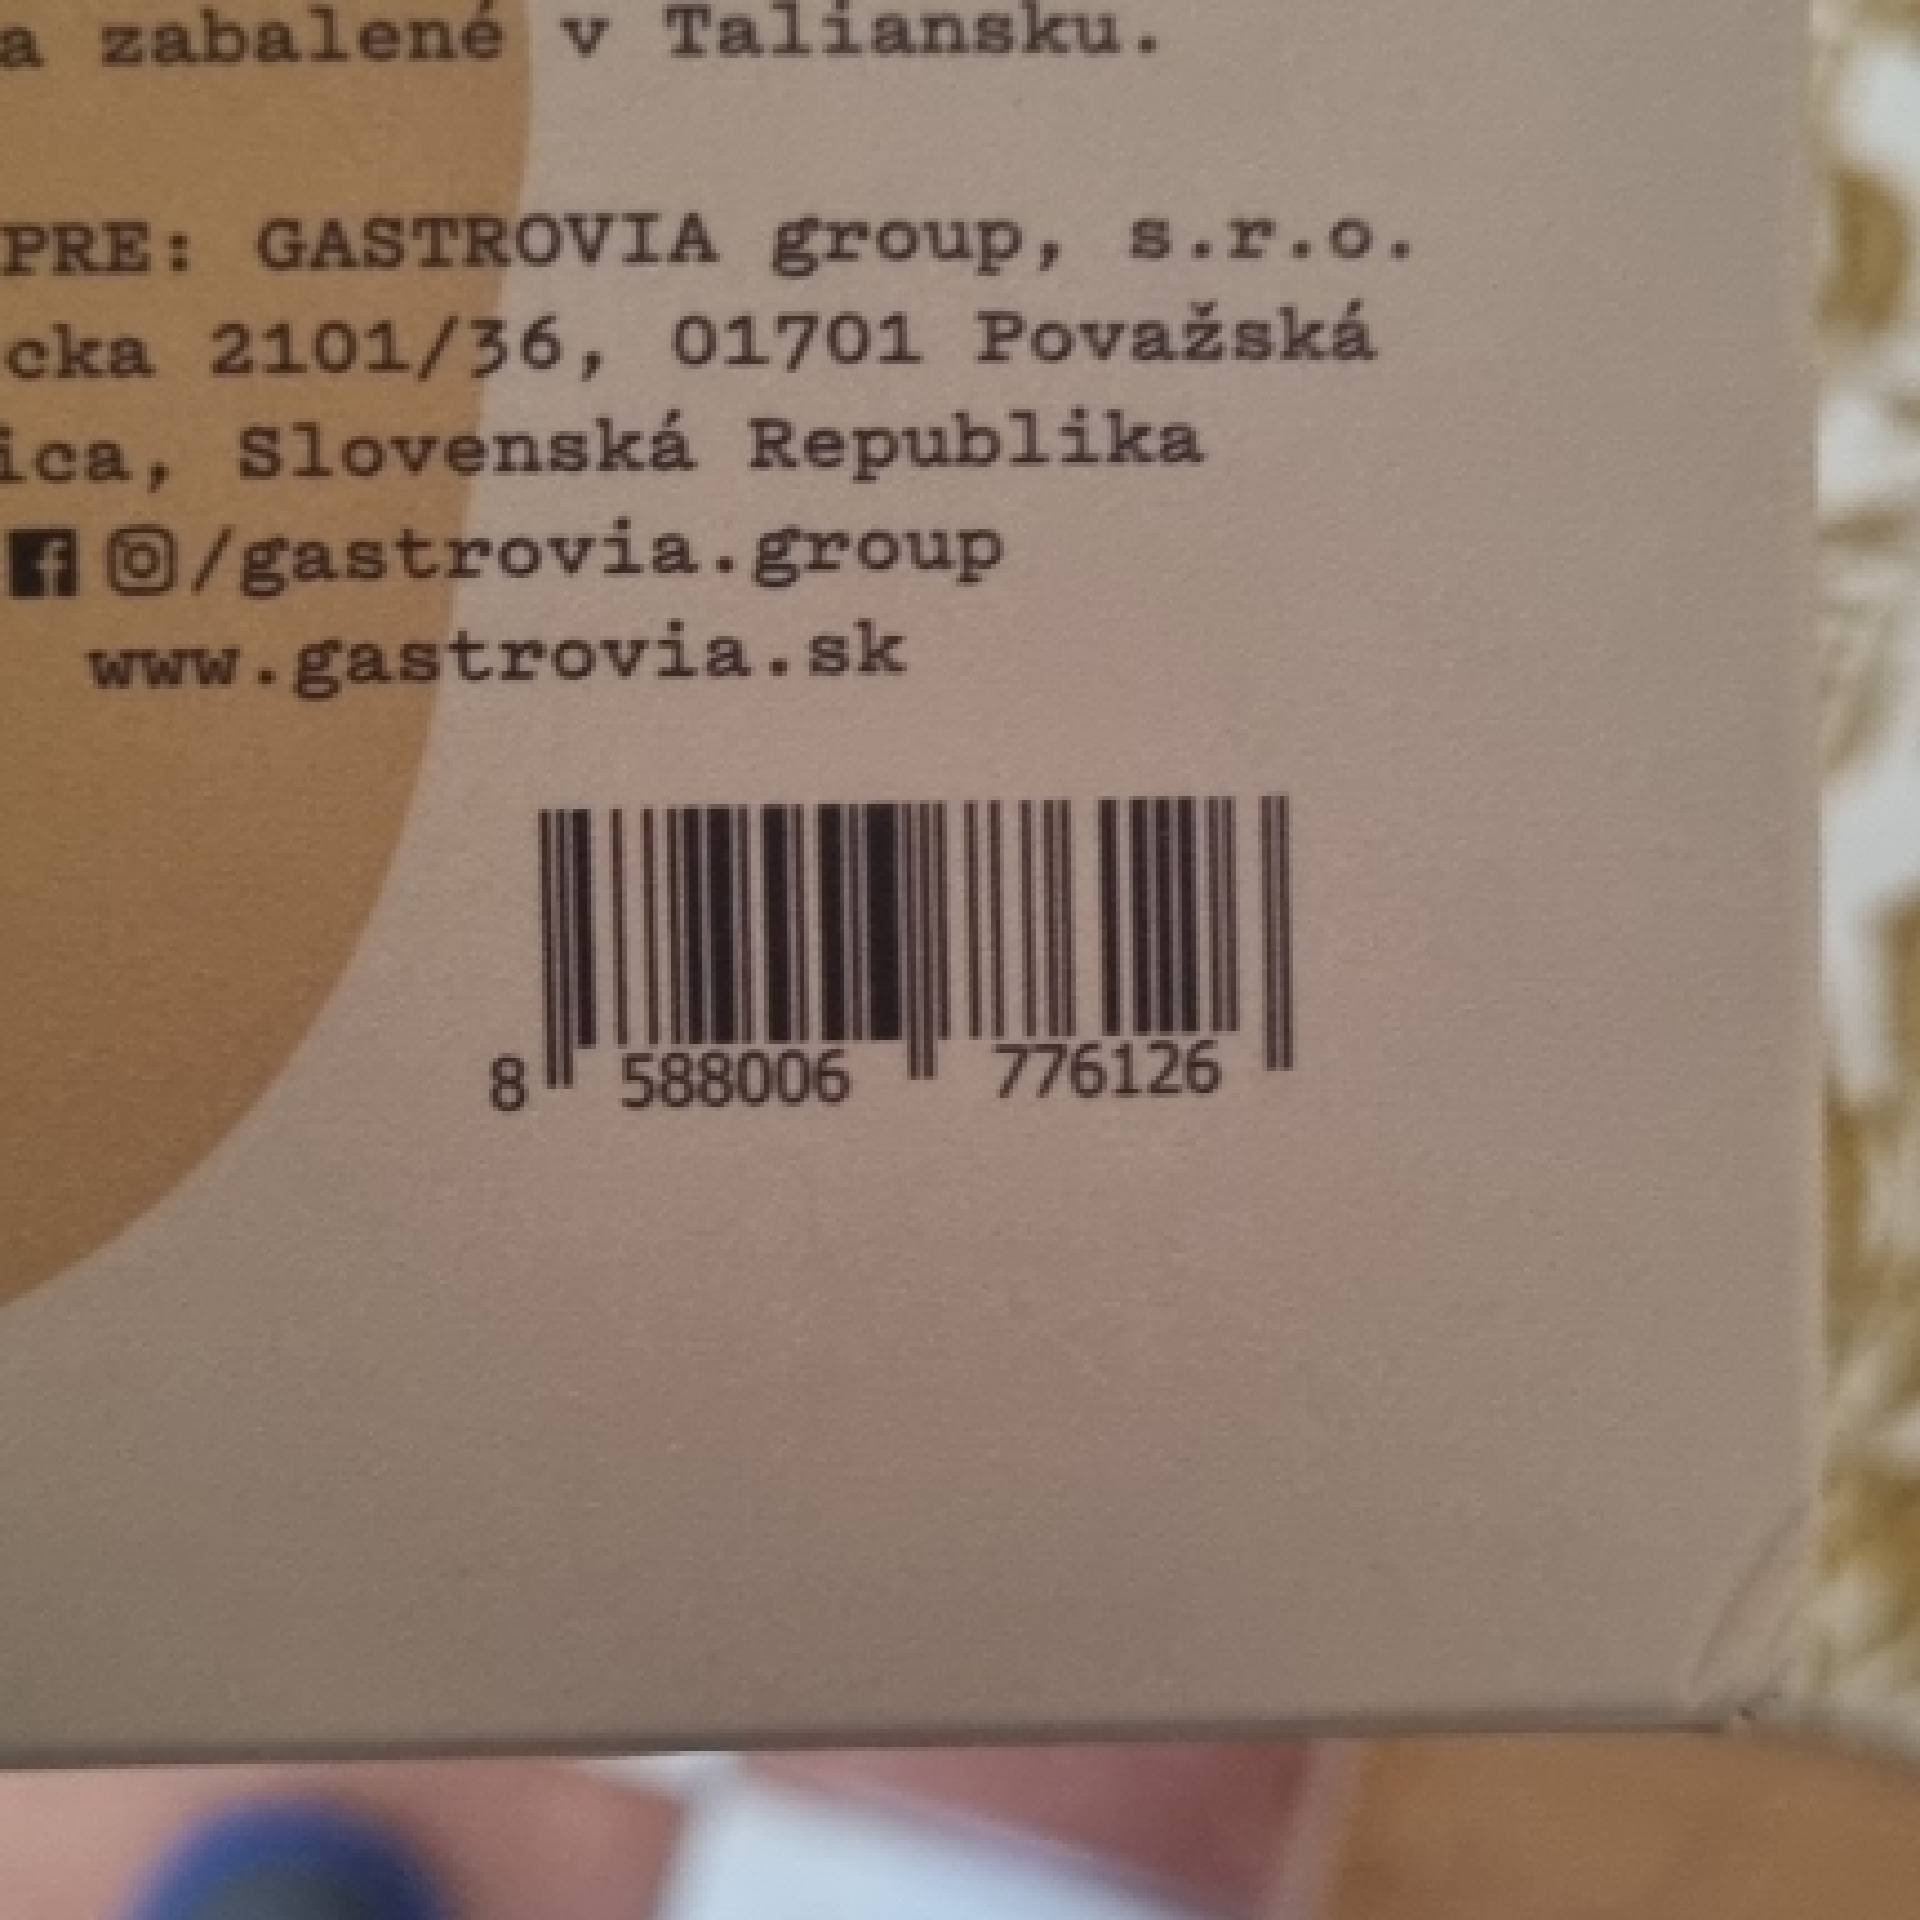 a zabalené v Taliansku.
PRE: GASTROVIA group, s.r.o.
cka 2101/36, 01701 Považská
ica, Slovenská Republika
/gastrovia.group
www.gastrovia.sk
8 588006 776126